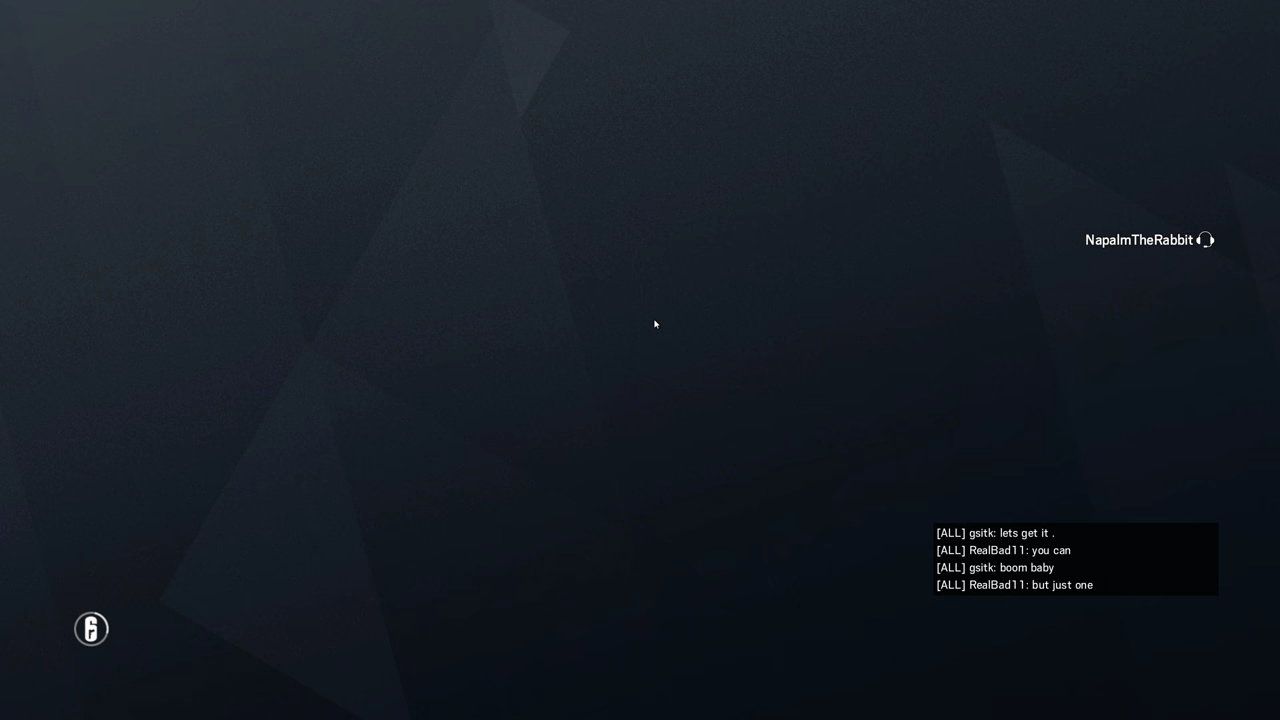 NapalmTheRabbit
[ALL] gsitk: lets get it .
[ALL] RealBad11: you can
[ALL] gsitk: boom baby
[ALL] RealBad11: but just one
6